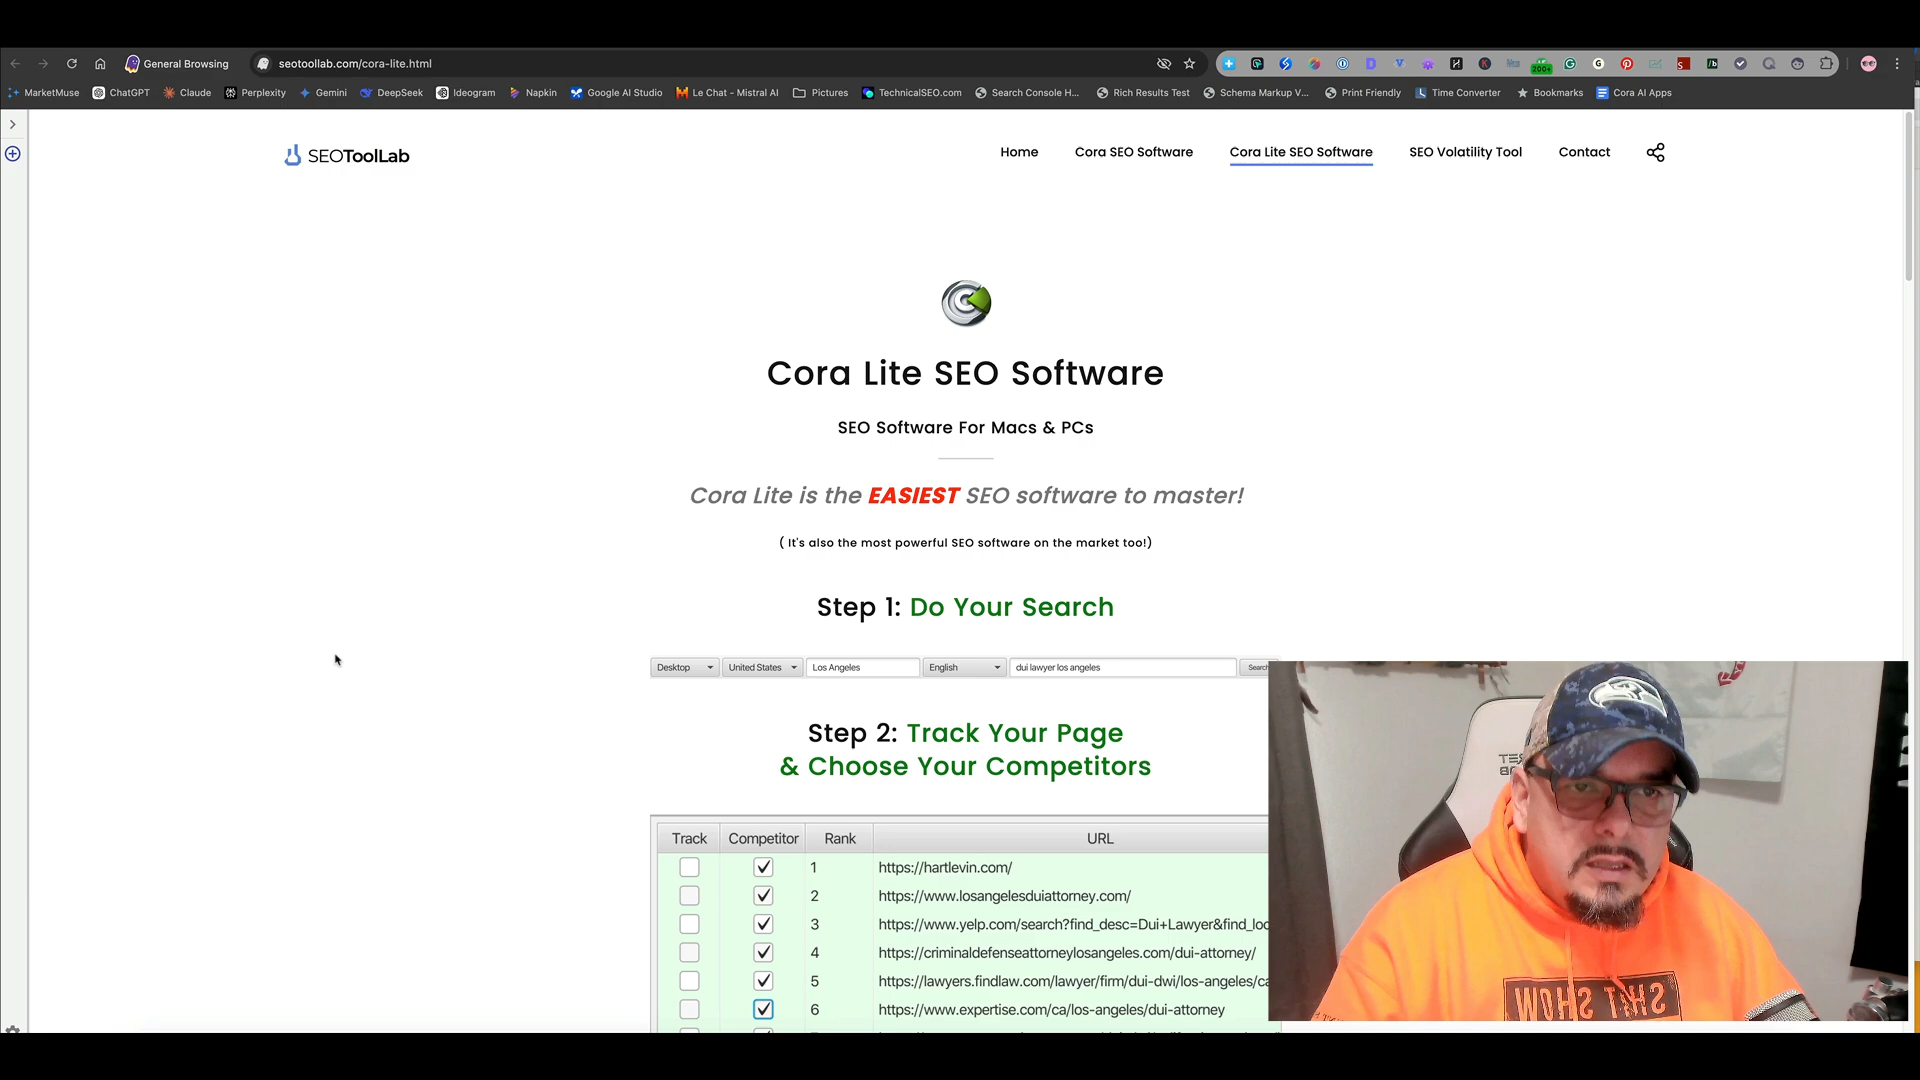 General Browsing
seotoollab.com/cora-lite.html
200+
MarketMuse
ChatGPT
Claude
Perplexity
Gemini
DeepSeek
Ideogram
Napkin
Google AI Studio
Le Chat - Mistral AI
Pictures
TechnicalSEO.com
Search Console H...
Rich Results Test
Schema Markup V...
Print Friendly
Time Converter
Bookmarks
Cora AI Apps
SEOToolLab
Home
Cora SEO Software
Cora Lite SEO Software
SEO Volatility Tool
Contact
Cora Lite SEO Software
SEO Software For Macs & PCs
Cora Lite is the EASIEST SEO software to master!
( It's also the most powerful SEO software on the market too!)
Step 1: Do Your Search
Desktop United States Los Angeles English dui lawyer los angeles Search
Step 2: Track Your Page
& Choose Your Competitors
Track Competitor Rank URL
1 https://hartlevin.com/
2 https://www.losangelesduiattorney.com/
3 https://www.yelp.com/search?find_desc=Dui+Lawyer&find_loc
4 https://criminaldefenseattorneylosangeles.com/dui-attorney/
5 https://lawyers.findlaw.com/lawyer/firm/dui-dwi/los-angeles/ca
6 https://www.expertise.com/ca/los-angeles/dui-attorney
SHIT SHOW